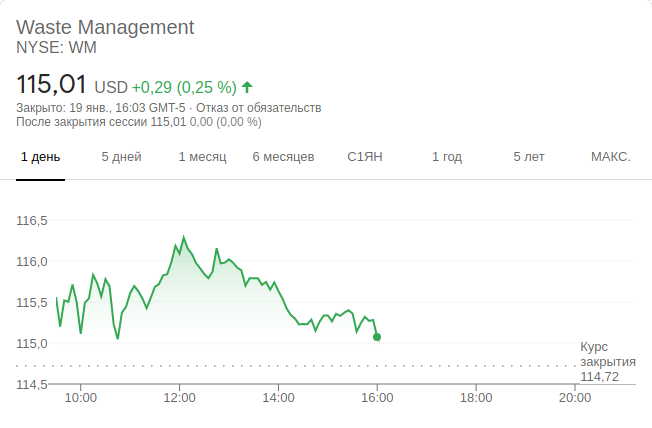 Waste Management
NYSE: WM
115,01 USD +0,29 (0,25 %)
Закрыто: 19 янв., 16:03 GMT-5 · Отказ от обязательств
После закрытия сессии 115,01 0,00 (0,00 %)
1 день 5 дней 1 месяц 6 месяцев С1ЯН 1 год 5 лет МАКС.
116,5
116,0
115,5
115,0
Курс
закрытия
114,72
114,5
10:00 12:00 14:00 16:00 18:00 20:00